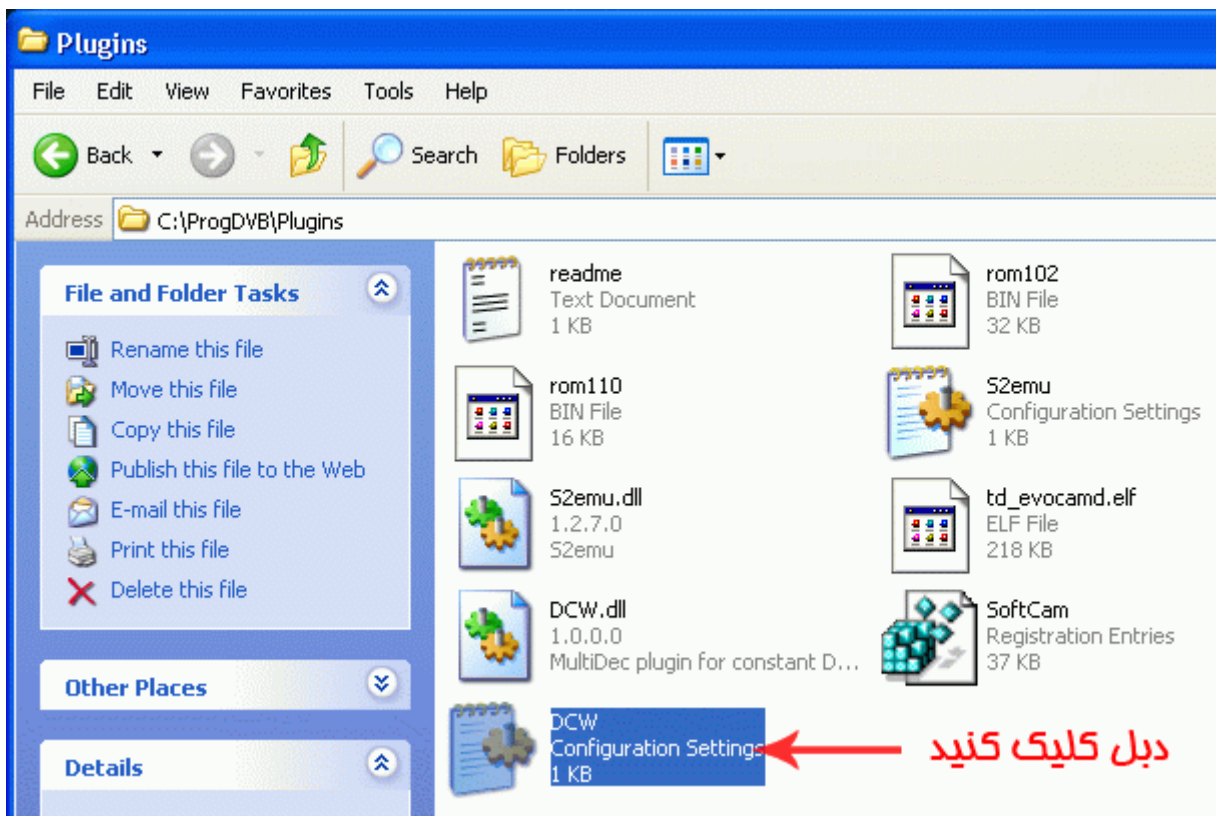 Plugins
File Edit View Favorites Tools Help
Back Search Folders
Address C:\ProgDVB\Plugins
File and Folder Tasks
Rename this file
Move this file
Copy this file
Publish this file to the Web
E-mail this file
Print this file
Delete this file
Other Places
Details
readme
Text Document
1 KB
rom102
BIN File
32 KB
rom110
BIN File
16 KB
S2emu
Configuration Settings
1 KB
S2emu.dll
1.2.7.0
S2emu
td_evocamd.elf
ELF File
218 KB
DCW.dll
1.0.0.0
MultiDec plugin for constant D...
SoftCam
Registration Entries
37 KB
DCW
Configuration Settings
1 KB
دبل کلیک کنید